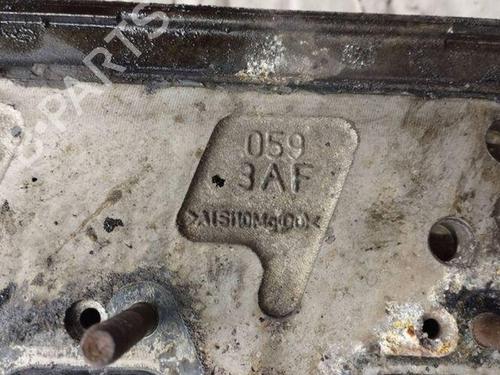 B-PARTS
059
3AF
>AlSi10Mg(Cu)<